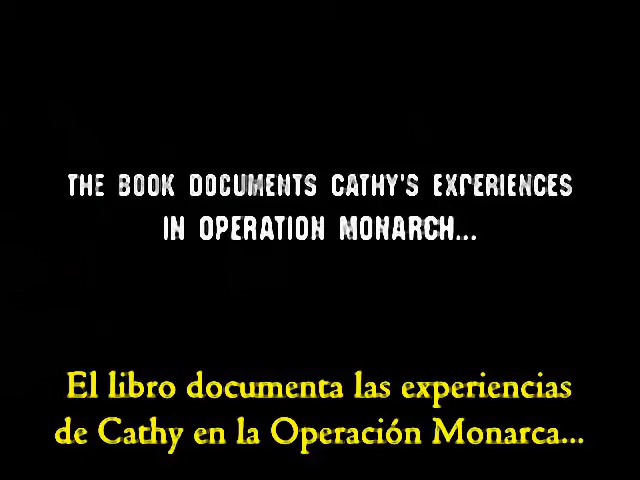 THE BOOK DOCUMENTS CATHY'S EXPERIENCES
IN OPERATION MONARCH...
El libro documenta las experiencias
de Cathy en la Operación Monarca...